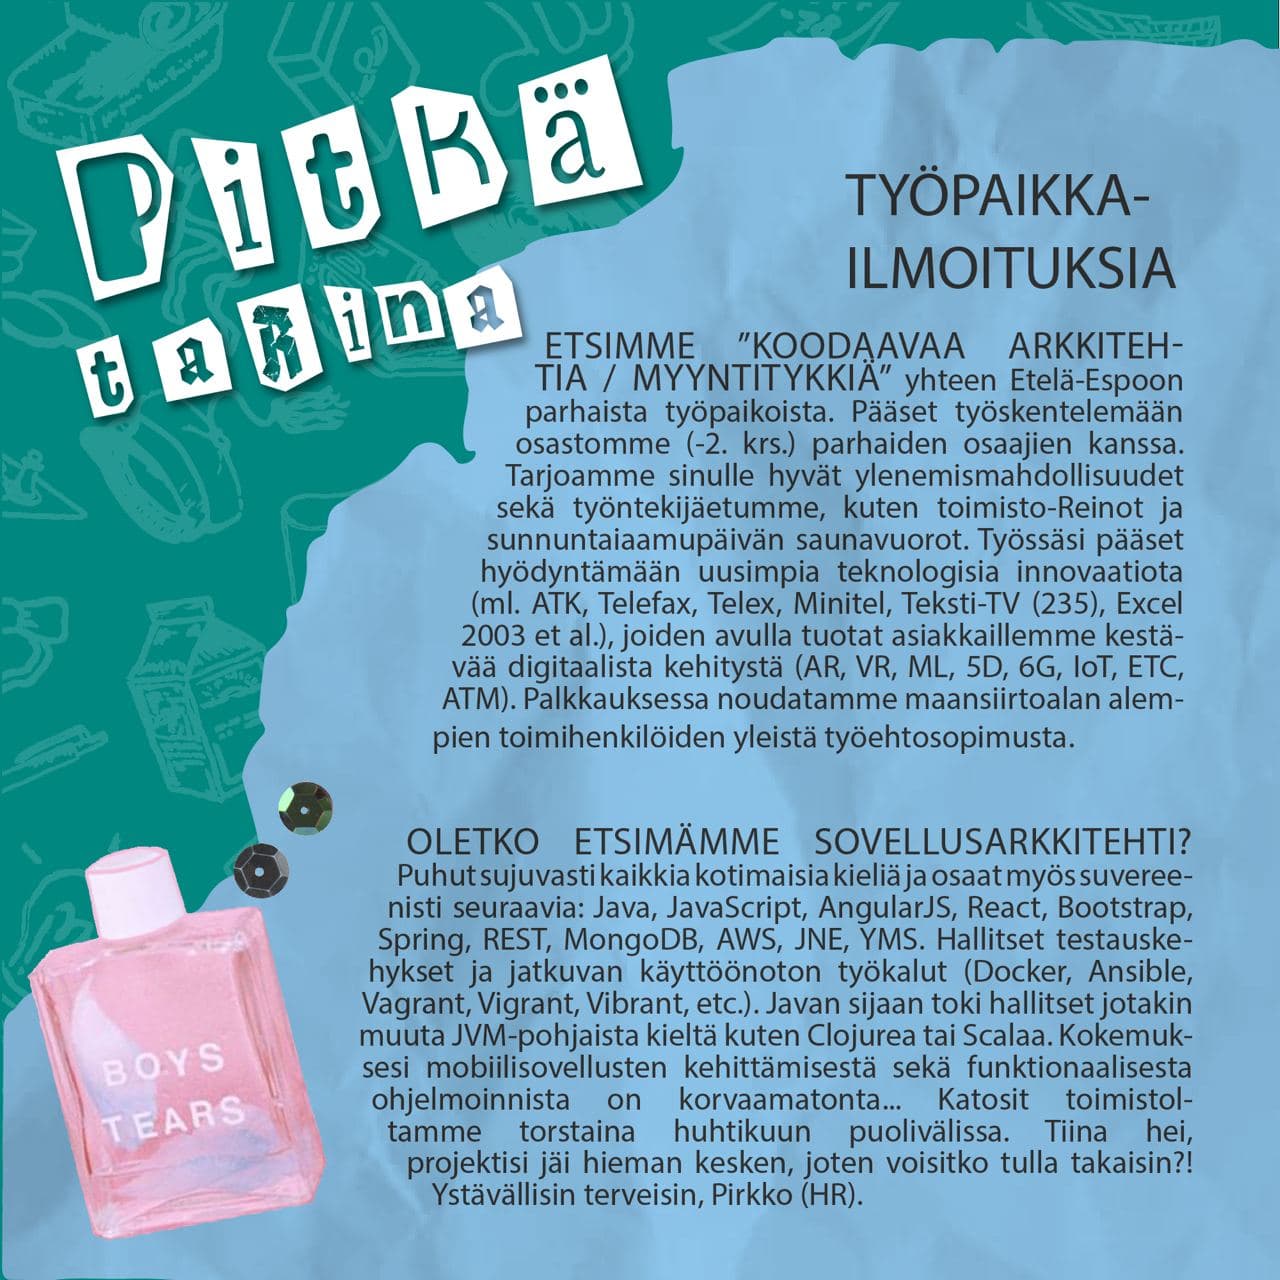 Pitkä
taRina
TYÖPAIKKA-
ILMOITUKSIA
ETSIMME ”KOODAAVAA ARKKITEH-
TIA / MYYNTITYKKIÄ” yhteen Etelä-Espoon
parhaista työpaikoista. Pääset työskentelemään
osastomme (-2. krs.) parhaiden osaajien kanssa.
Tarjoamme sinulle hyvät ylenemismahdollisuudet
sekä työntekijäetumme, kuten toimisto-Reinot ja
sunnuntaiaamupäivän saunavuorot. Työssäsi pääset
hyödyntämään uusimpia teknologisia innovaatiota
(ml. ATK, Telefax, Telex, Minitel, Teksti-TV (235), Excel
2003 et al.), joiden avulla tuotat asiakkaillemme kestä-
vää digitaalista kehitystä (AR, VR, ML, 5D, 6G, IoT, ETC,
ATM). Palkkauksessa noudatamme maansiirtoalan alem-
pien toimihenkilöiden yleistä työehtosopimusta.
OLETKO ETSIMÄMME SOVELLUSARKKITEHTI?
Puhut sujuvasti kaikkia kotimaisia kieliä ja osaat myös suveree-
nisti seuraavia: Java, JavaScript, AngularJS, React, Bootstrap,
Spring, REST, MongoDB, AWS, JNE, YMS. Hallitset testauske-
hykset ja jatkuvan käyttöönoton työkalut (Docker, Ansible,
Vagrant, Vigrant, Vibrant, etc.). Javan sijaan toki hallitset jotakin
muuta JVM-pohjaista kieltä kuten Clojurea tai Scalaa. Kokemuk-
sesi mobiilisovellusten kehittämisestä sekä funktionaalisesta
ohjelmoinnista on korvaamatonta... Katosit toimistol-
tamme torstaina huhtikuun puolivälissa. Tiina hei,
projektisi jäi hieman kesken, joten voisitko tulla takaisin?!
Ystävällisin terveisin, Pirkko (HR).
BOYS
TEARS